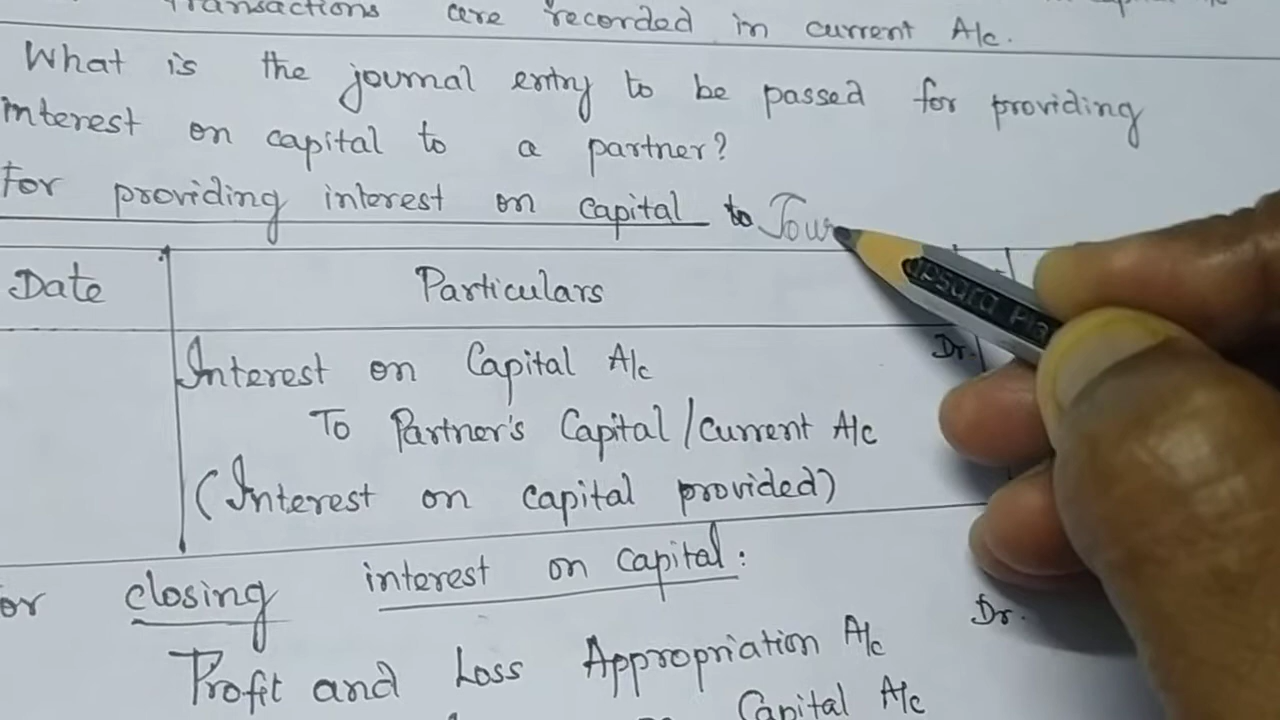 Transactions are recorded in current A/c.
What is the journal entry to be passed for providing
interest on capital to a partner?
For providing interest on capital to Jour
Date Particulars
Interest on Capital A/c Dr.
To Partner's Capital/Current A/c
(Interest on capital provided)
or closing interest on capital:
Profit and Loss Appropriation A/c Dr.
Capital A/c